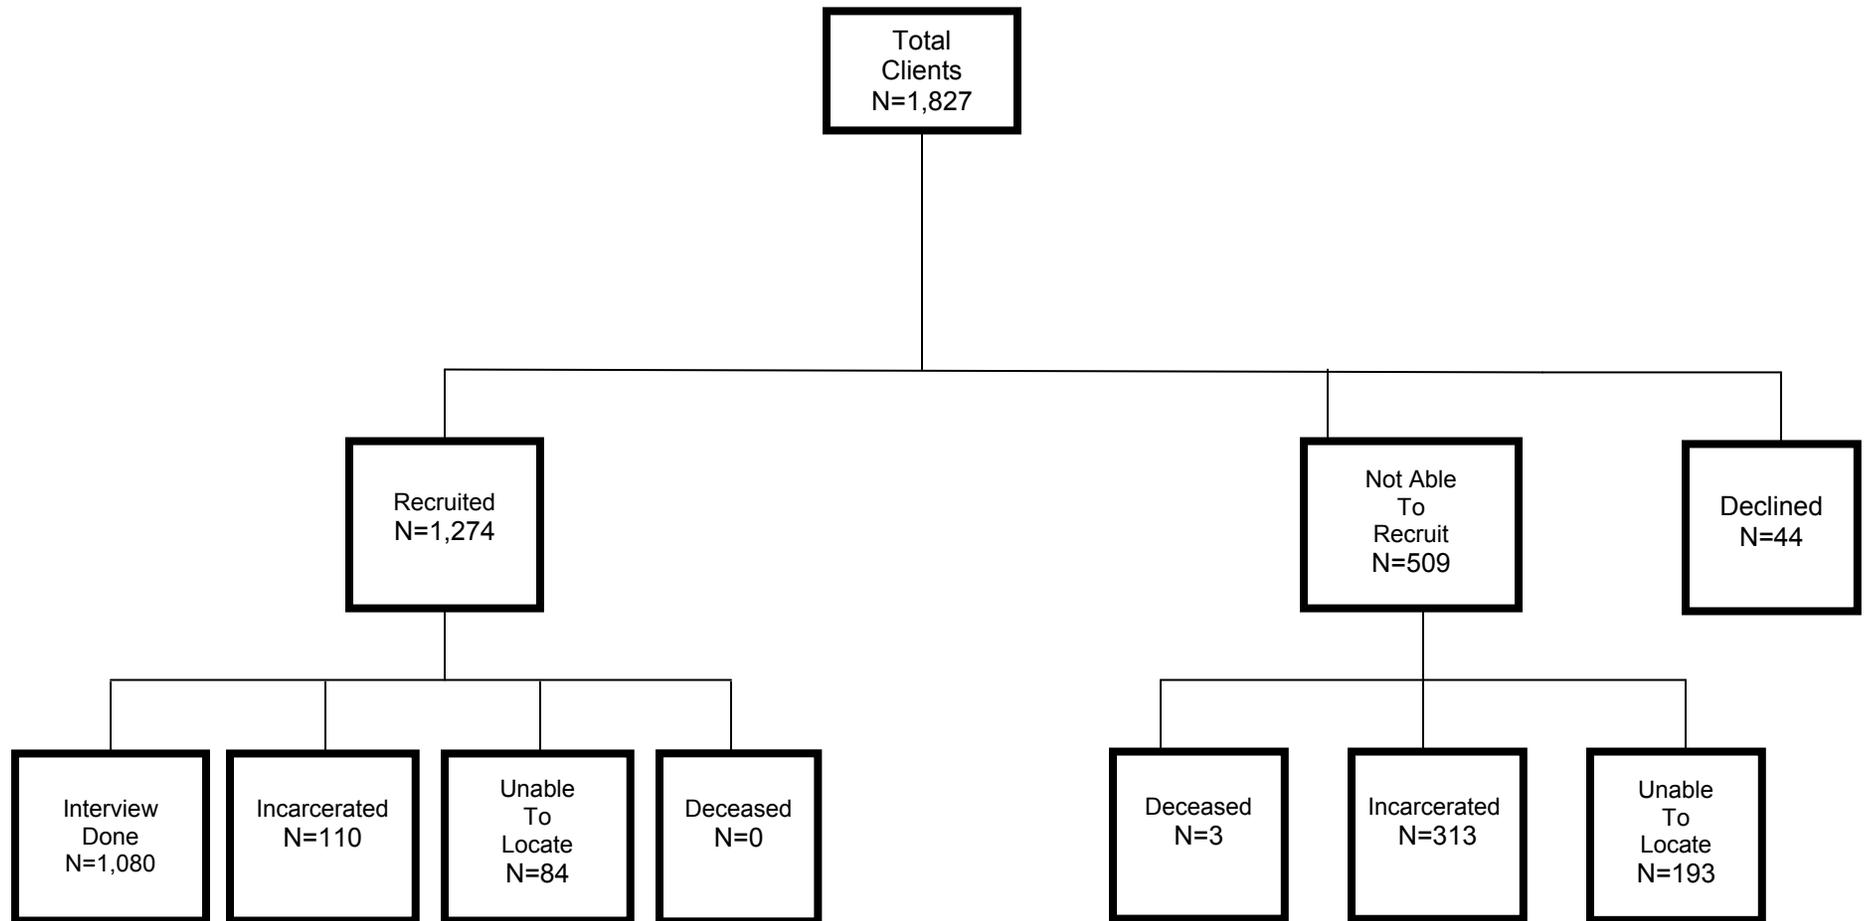 Total
Clients
N=1,827
Recruited
N=1,274
Not Able
To
Recruit
N=509
Declined
N=44
Interview
Done
N=1,080
Incarcerated
N=110
Unable
To
Locate
N=84
Deceased
N=0
Deceased
N=3
Incarcerated
N=313
Unable
To
Locate
N=193